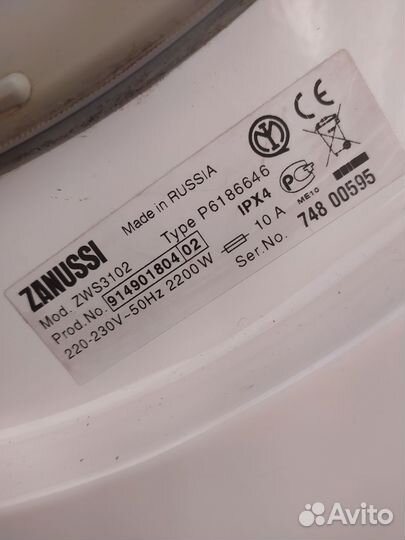 ZANUSSI
Made in RUSSIA
Mod. ZWS3102
Type P6186646
Prod.No. 914901804 02
IPX4
220-230V~50Hz 2200W
10 A
ME10
Ser.No. 748 00595
Avito